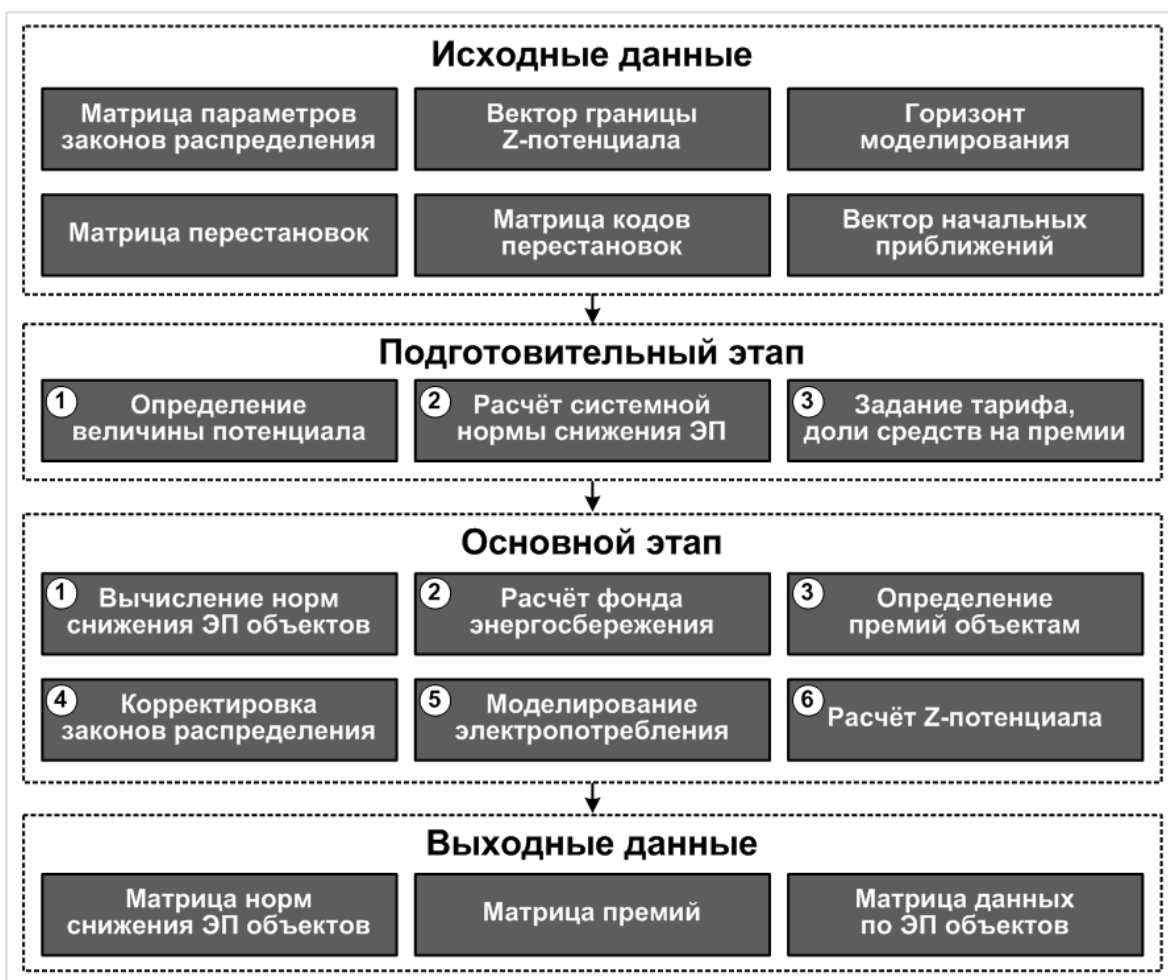 Исходные данные
Матрица параметров
законов распределения
Вектор границы
Z-потенциала
Горизонт
моделирования
Матрица перестановок
Матрица кодов
перестановок
Вектор начальных
приближений
Подготовительный этап
1
Определение
величины потенциала
2
Расчёт системной
нормы снижения ЭП
3
Задание тарифа,
доли средств на премии
Основной этап
1
Вычисление норм
снижения ЭП объектов
2
Расчёт фонда
энергосбережения
3
Определение
премий объектам
4
Корректировка
законов распределения
5
Моделирование
электропотребления
6
Расчёт Z-потенциала
Выходные данные
Матрица норм
снижения ЭП объектов
Матрица премий
Матрица данных
по ЭП объектов